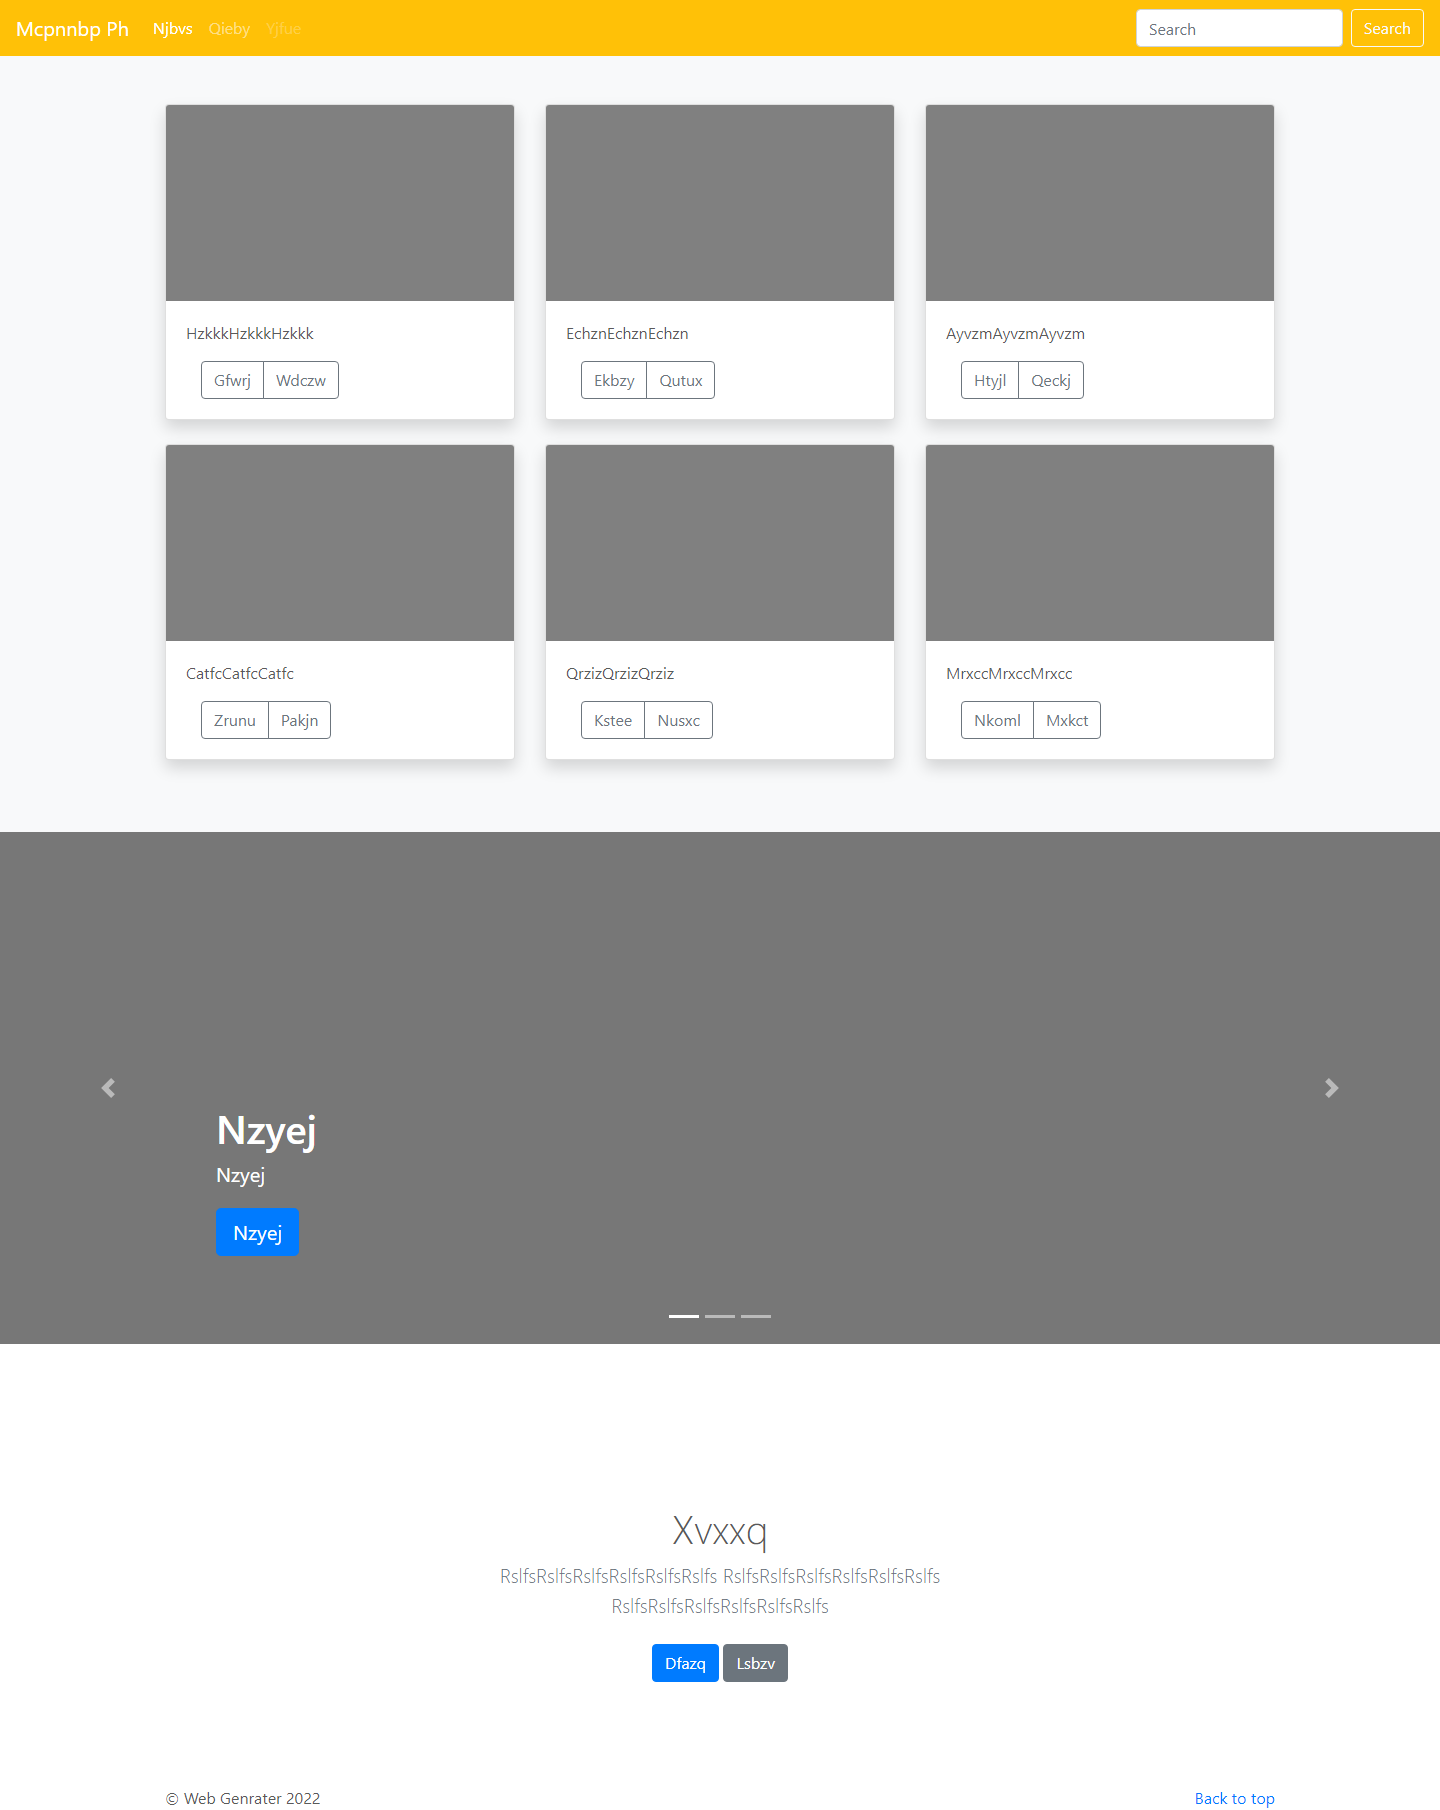 Mcpnnbp Ph Njbvs Qieby Yjfue Search Search
HzkkkHzkkkHzkkk
Gfwrj Wdczw
EchznEchznEchzn
Ekbzy Qutux
AyvzmAyvzmAyvzm
Htyjl Qeckj
CatfcCatfcCatfc
Zrunu Pakjn
QrzizQrzizQrziz
Kstee Nusxc
MrxccMrxccMrxcc
Nkoml Mxkct
Nzyej
Nzyej
Nzyej
Xvxxq
RslfsRslfsRslfsRslfsRslfsRslfs RslfsRslfsRslfsRslfsRslfsRslfs
RslfsRslfsRslfsRslfsRslfsRslfs
Dfazq Lsbzv
© Web Genrater 2022
Back to top